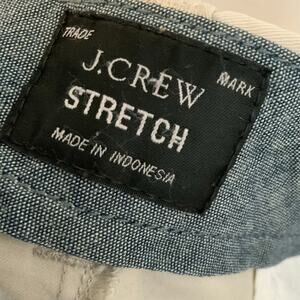 TRADE MARK
J.CREW
STRETCH
MADE IN INDONESIA